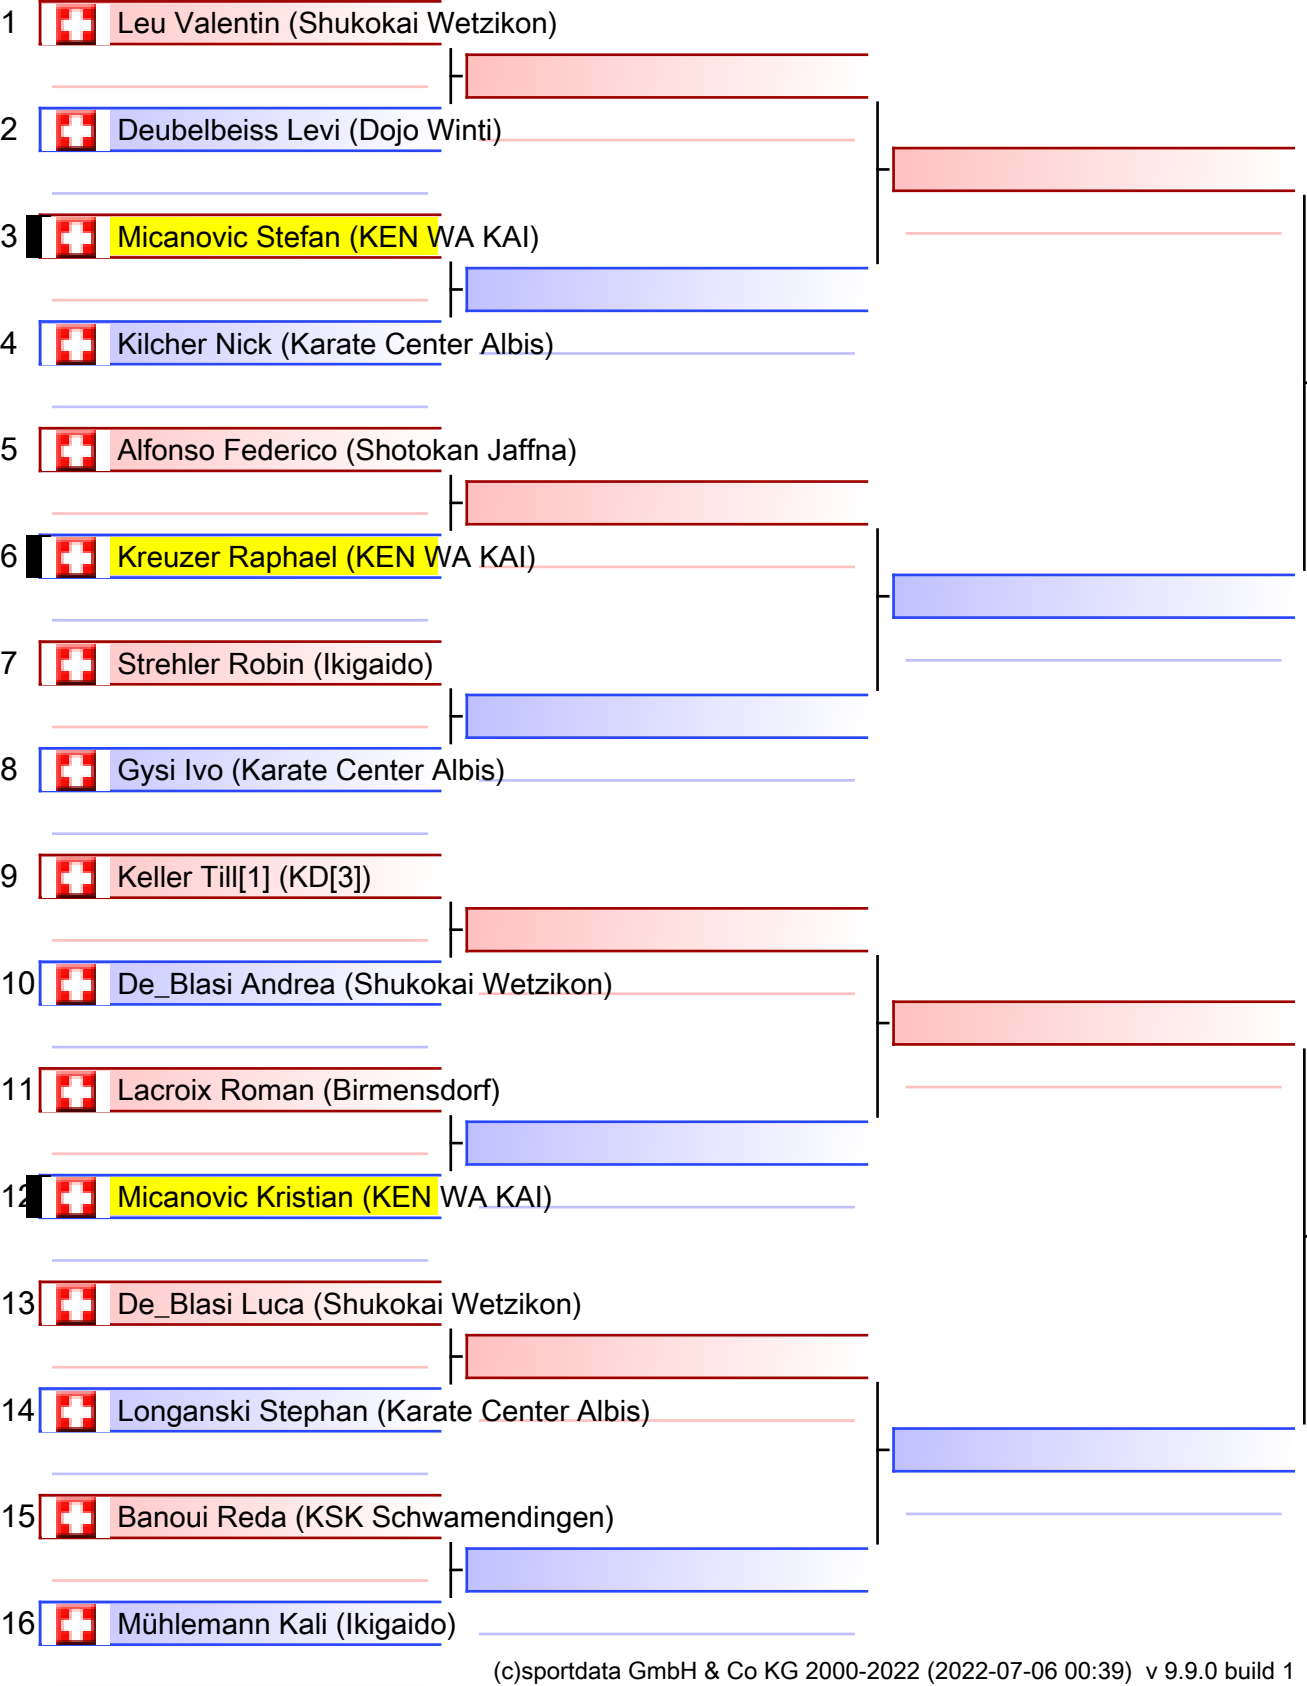 1 Leu Valentin (Shukokai Wetzikon)
2 Deubelbeiss Levi (Dojo Winti)
3 Micanovic Stefan (KEN WA KAI)
4 Kilcher Nick (Karate Center Albis)
5 Alfonso Federico (Shotokan Jaffna)
6 Kreuzer Raphael (KEN WA KAI)
7 Strehler Robin (Ikigaido)
8 Gysi Ivo (Karate Center Albis)
9 Keller Till[1] (KD[3])
10 De_Blasi Andrea (Shukokai Wetzikon)
11 Lacroix Roman (Birmensdorf)
12 Micanovic Kristian (KEN WA KAI)
13 De_Blasi Luca (Shukokai Wetzikon)
14 Longanski Stephan (Karate Center Albis)
15 Banoui Reda (KSK Schwamendingen)
16 Mühlemann Kali (Ikigaido)
(c)sportdata GmbH & Co KG 2000-2022 (2022-07-06 00:39) v 9.9.0 build 1